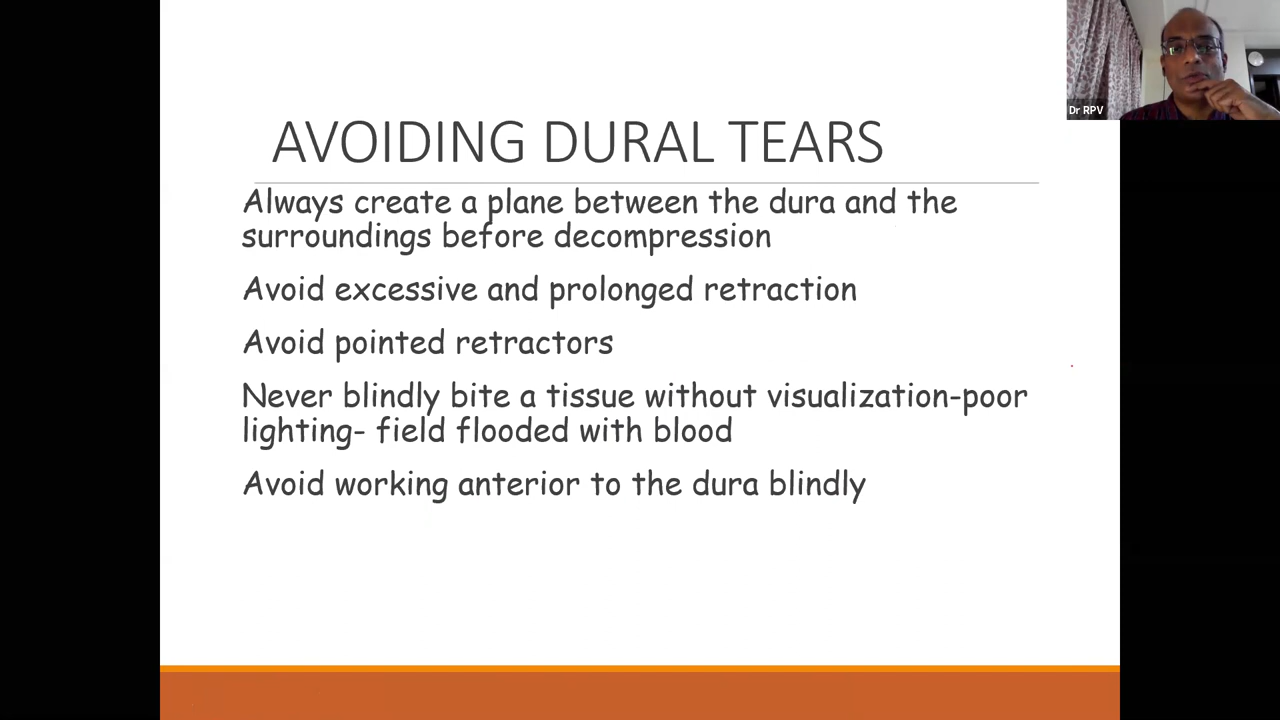 Dr RPV
AVOIDING DURAL TEARS
Always create a plane between the dura and the
surroundings before decompression
Avoid excessive and prolonged retraction
Avoid pointed retractors
Never blindly bite a tissue without visualization-poor
lighting- field flooded with blood
Avoid working anterior to the dura blindly